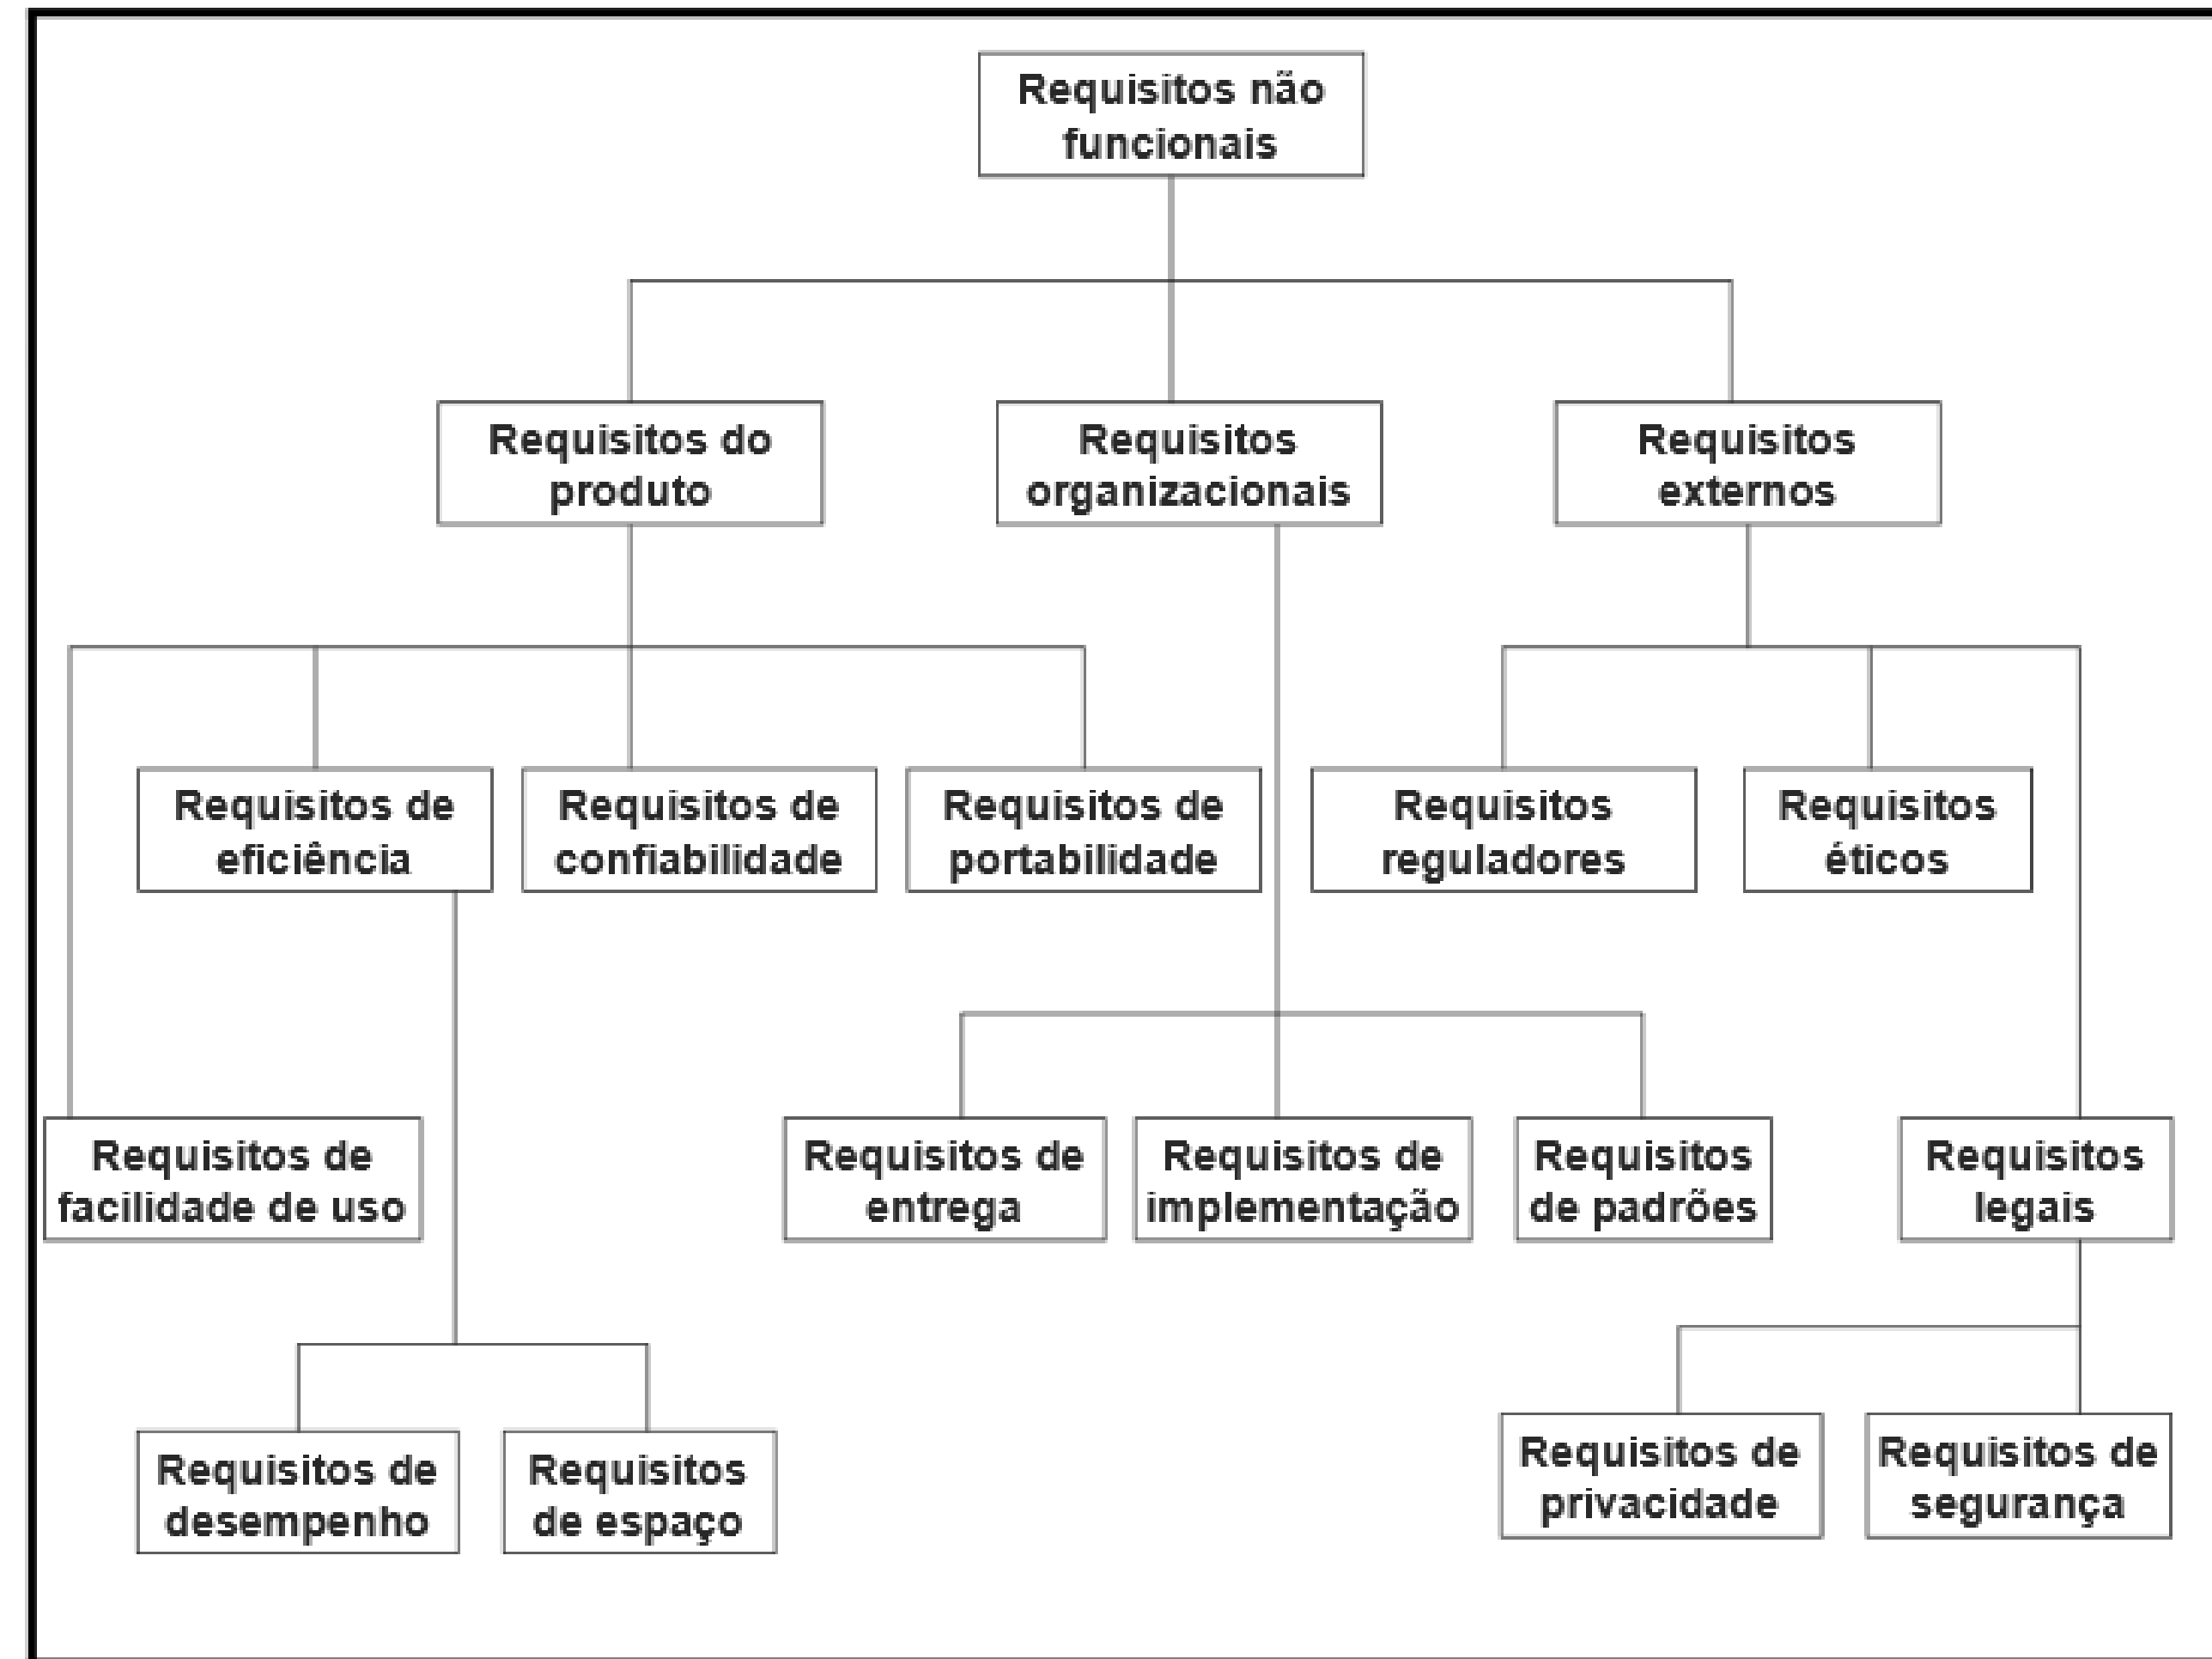 Requisitos não
funcionais
Requisitos do
produto
Requisitos
organizacionais
Requisitos
externos
Requisitos de
eficiência
Requisitos de
confiabilidade
Requisitos de
portabilidade
Requisitos
reguladores
Requisitos
éticos
Requisitos de
facilidade de uso
Requisitos de
entrega
Requisitos de
implementação
Requisitos
de padrões
Requisitos
legais
Requisitos de
desempenho
Requisitos
de espaço
Requisitos de
privacidade
Requisitos de
segurança